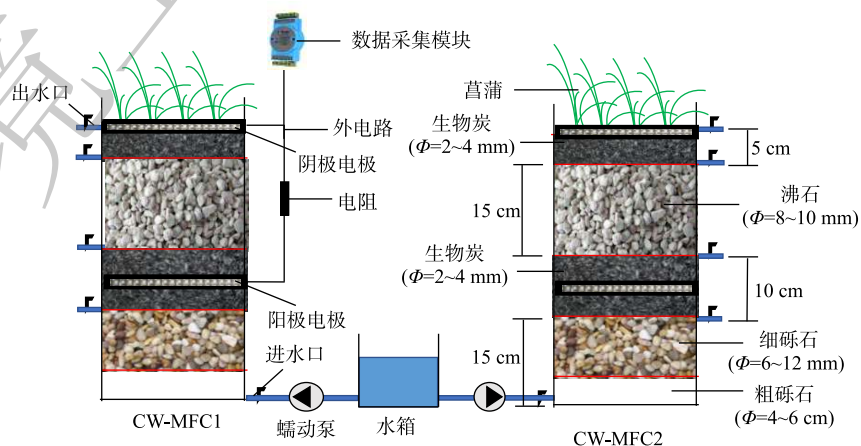 数据采集模块
出水口
外电路
阴极电极
电阻
阳极电极
进水口
CW-MFC1
蠕动泵
水箱
菖蒲
生物炭
(Φ=2~4 mm)
5 cm
15 cm
沸石
(Φ=8~10 mm)
生物炭
(Φ=2~4 mm)
10 cm
15 cm
细砾石
(Φ=6~12 mm)
粗砾石
(Φ=4~6 cm)
CW-MFC2
境